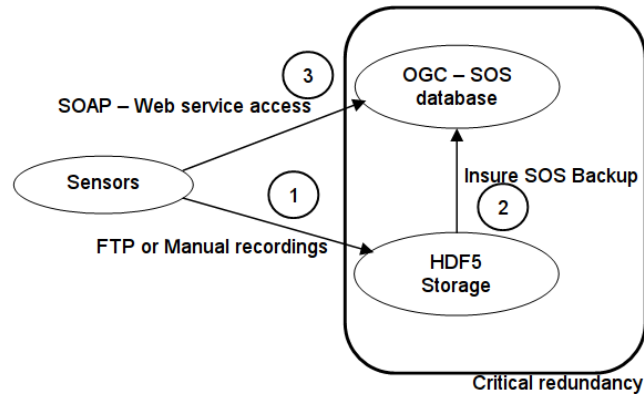 3
OGC – SOS
database
SOAP – Web service access
Sensors
1
Insure SOS Backup
2
FTP or Manual recordings
HDF5
Storage
Critical redundancy